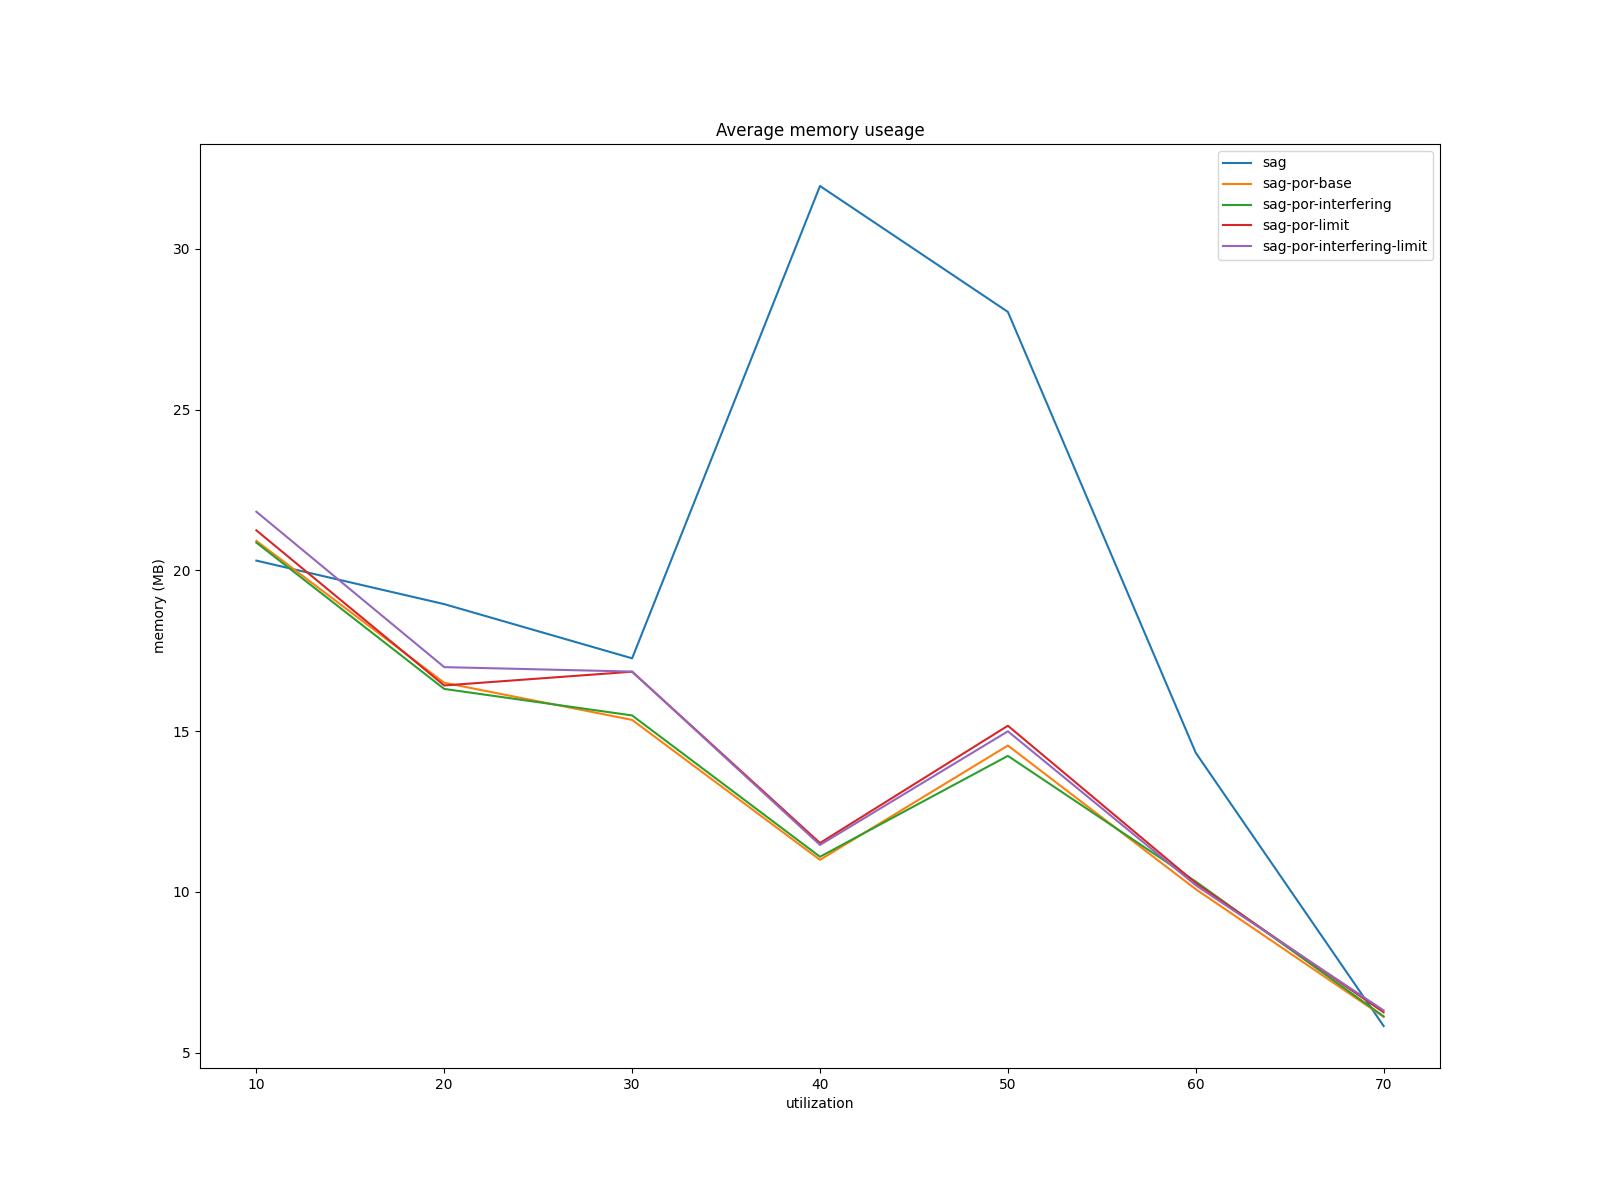 Average memory useage
sag
sag-por-base
sag-por-interfering
sag-por-limit
sag-por-interfering-limit
30
25
20
15
10
5
memory (MB)
10 20 30 40 50 60 70
utilization